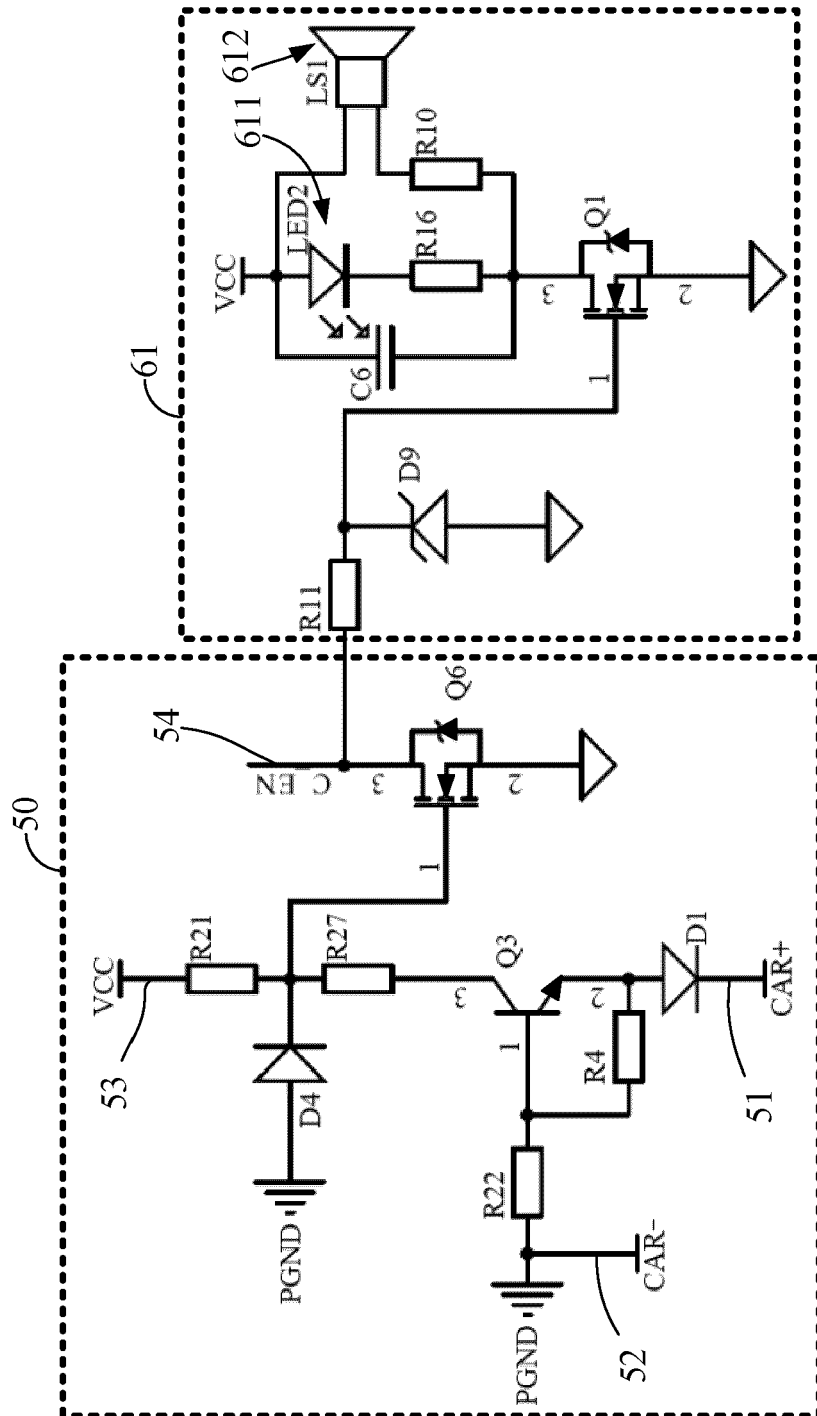 50
VCC
53
R21
D4
PGND
R27
3
Q3
1
2
R4
R22
PGND
CAR-
52
D1
51
CAR+
54
C_EN
3
1
Q6
2
61
R11
D9
VCC
C6
LED2
611
LS1
612
R16
R10
3
1
Q1
2